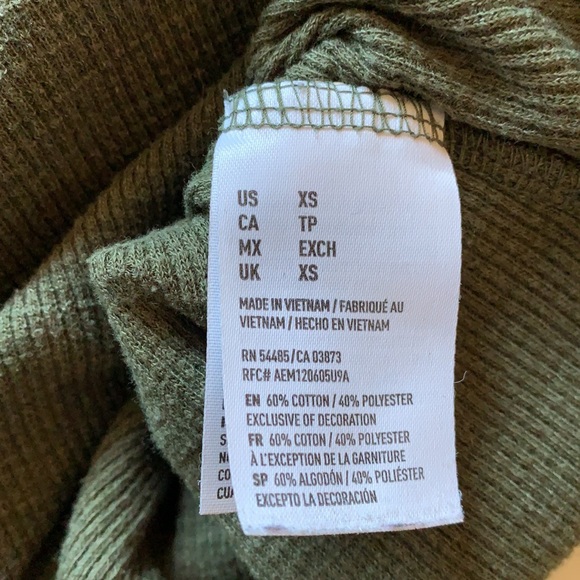 US XS
CA TP
MX EXCH
UK XS
MADE IN VIETNAM / FABRIQUÉ AU
VIETNAM / HECHO EN VIETNAM
RN 54485/CA 03873
RFC# AEM120605U9A
EN 60% COTTON / 40% POLYESTER
EXCLUSIVE OF DECORATION
FR 60% COTON / 40% POLYESTER
À L'EXCEPTION DE LA GARNITURE
SP 60% ALGODÓN / 40% POLIÉSTER
EXCEPTO LA DECORACIÓN